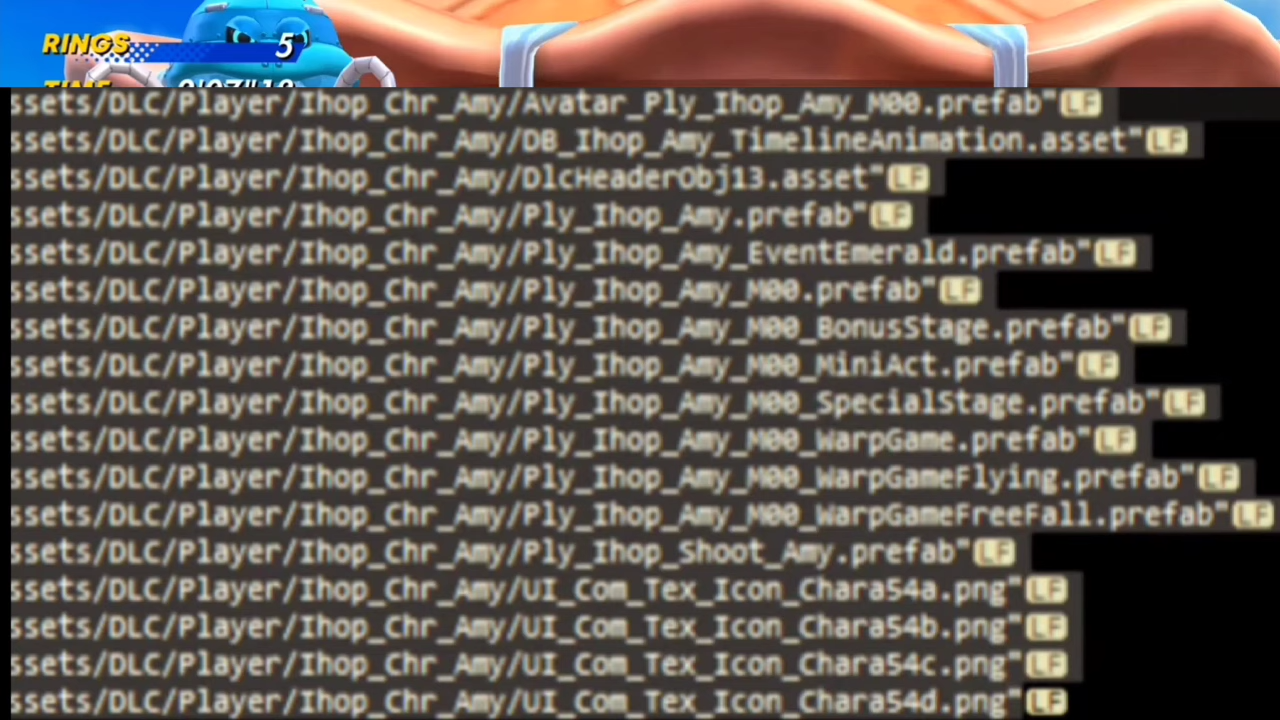 RINGS 5
TIME 0'07"18
ssets/DLC/Player/Ihop_Chr_Amy/Avatar_Ply_Ihop_Amy_M00.prefab"LF
ssets/DLC/Player/Ihop_Chr_Amy/DB_Ihop_Amy_TimelineAnimation.asset"LF
ssets/DLC/Player/Ihop_Chr_Amy/DlcHeaderObj13.asset"LF
ssets/DLC/Player/Ihop_Chr_Amy/Ply_Ihop_Amy.prefab"LF
ssets/DLC/Player/Ihop_Chr_Amy/Ply_Ihop_Amy_EventEmerald.prefab"LF
ssets/DLC/Player/Ihop_Chr_Amy/Ply_Ihop_Amy_M00.prefab"LF
ssets/DLC/Player/Ihop_Chr_Amy/Ply_Ihop_Amy_M00_BonusStage.prefab"LF
ssets/DLC/Player/Ihop_Chr_Amy/Ply_Ihop_Amy_M00_MiniAct.prefab"LF
ssets/DLC/Player/Ihop_Chr_Amy/Ply_Ihop_Amy_M00_SpecialStage.prefab"LF
ssets/DLC/Player/Ihop_Chr_Amy/Ply_Ihop_Amy_M00_WarpGame.prefab"LF
ssets/DLC/Player/Ihop_Chr_Amy/Ply_Ihop_Amy_M00_WarpGameFlying.prefab"LF
ssets/DLC/Player/Ihop_Chr_Amy/Ply_Ihop_Amy_M00_WarpGameFreeFall.prefab"LF
ssets/DLC/Player/Ihop_Chr_Amy/Ply_Ihop_Shoot_Amy.prefab"LF
ssets/DLC/Player/Ihop_Chr_Amy/UI_Com_Tex_Icon_Chara54a.png"LF
ssets/DLC/Player/Ihop_Chr_Amy/UI_Com_Tex_Icon_Chara54b.png"LF
ssets/DLC/Player/Ihop_Chr_Amy/UI_Com_Tex_Icon_Chara54c.png"LF
ssets/DLC/Player/Ihop_Chr_Amy/UI_Com_Tex_Icon_Chara54d.png"LF